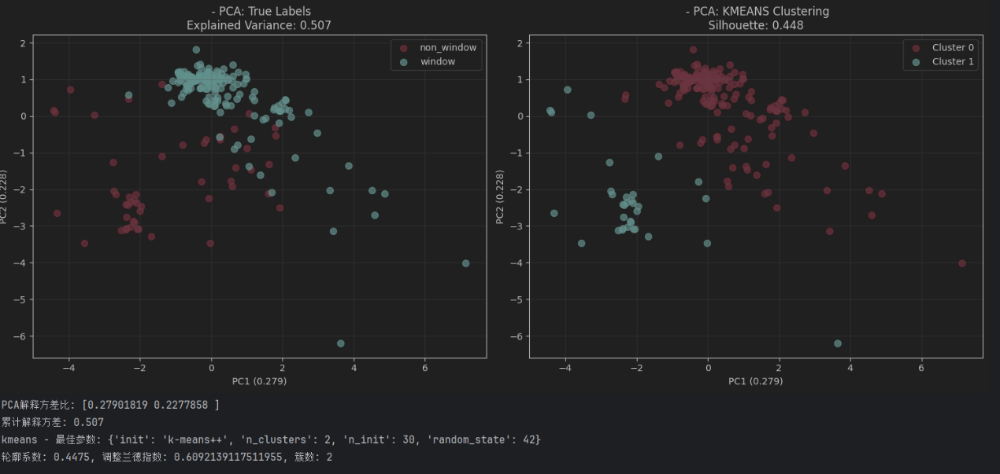 - PCA: True Labels
Explained Variance: 0.507
non_window
window
2
1
0
−1
−2
−3
−4
−5
−6
PC2 (0.228)
−4
−2
0
2
4
6
PC1 (0.279)
- PCA: KMEANS Clustering
Silhouette: 0.448
Cluster 0
Cluster 1
2
1
0
−1
−2
−3
−4
−5
−6
PC2 (0.228)
−4
−2
0
2
4
6
PC1 (0.279)
PCA解释方差比: [0.27901819 0.2277858 ]
累计解释方差: 0.507
kmeans - 最佳参数: {'init': 'k-means++', 'n_clusters': 2, 'n_init': 30, 'random_state': 42}
轮廓系数: 0.4475, 调整兰德指数: 0.6092139117511955, 簇数: 2